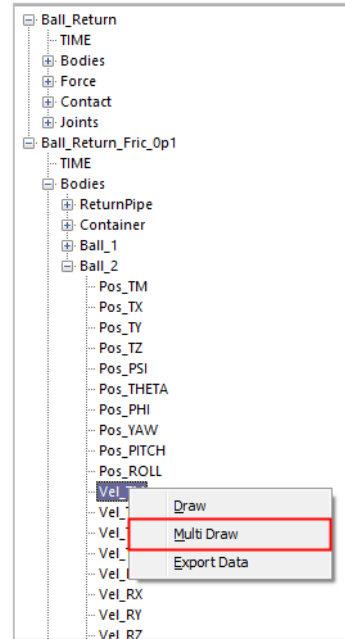 Ball_Return
TIME
Bodies
Force
Contact
Joints
Ball_Return_Fric_0p1
TIME
Bodies
ReturnPipe
Container
Ball_1
Ball_2
Pos_TM
Pos_TX
Pos_TY
Pos_TZ
Pos_PSI
Pos_THETA
Pos_PHI
Pos_YAW
Pos_PITCH
Pos_ROLL
Draw
Multi Draw
Export Data
Vel_RX
Vel_RY
Vel_RZ